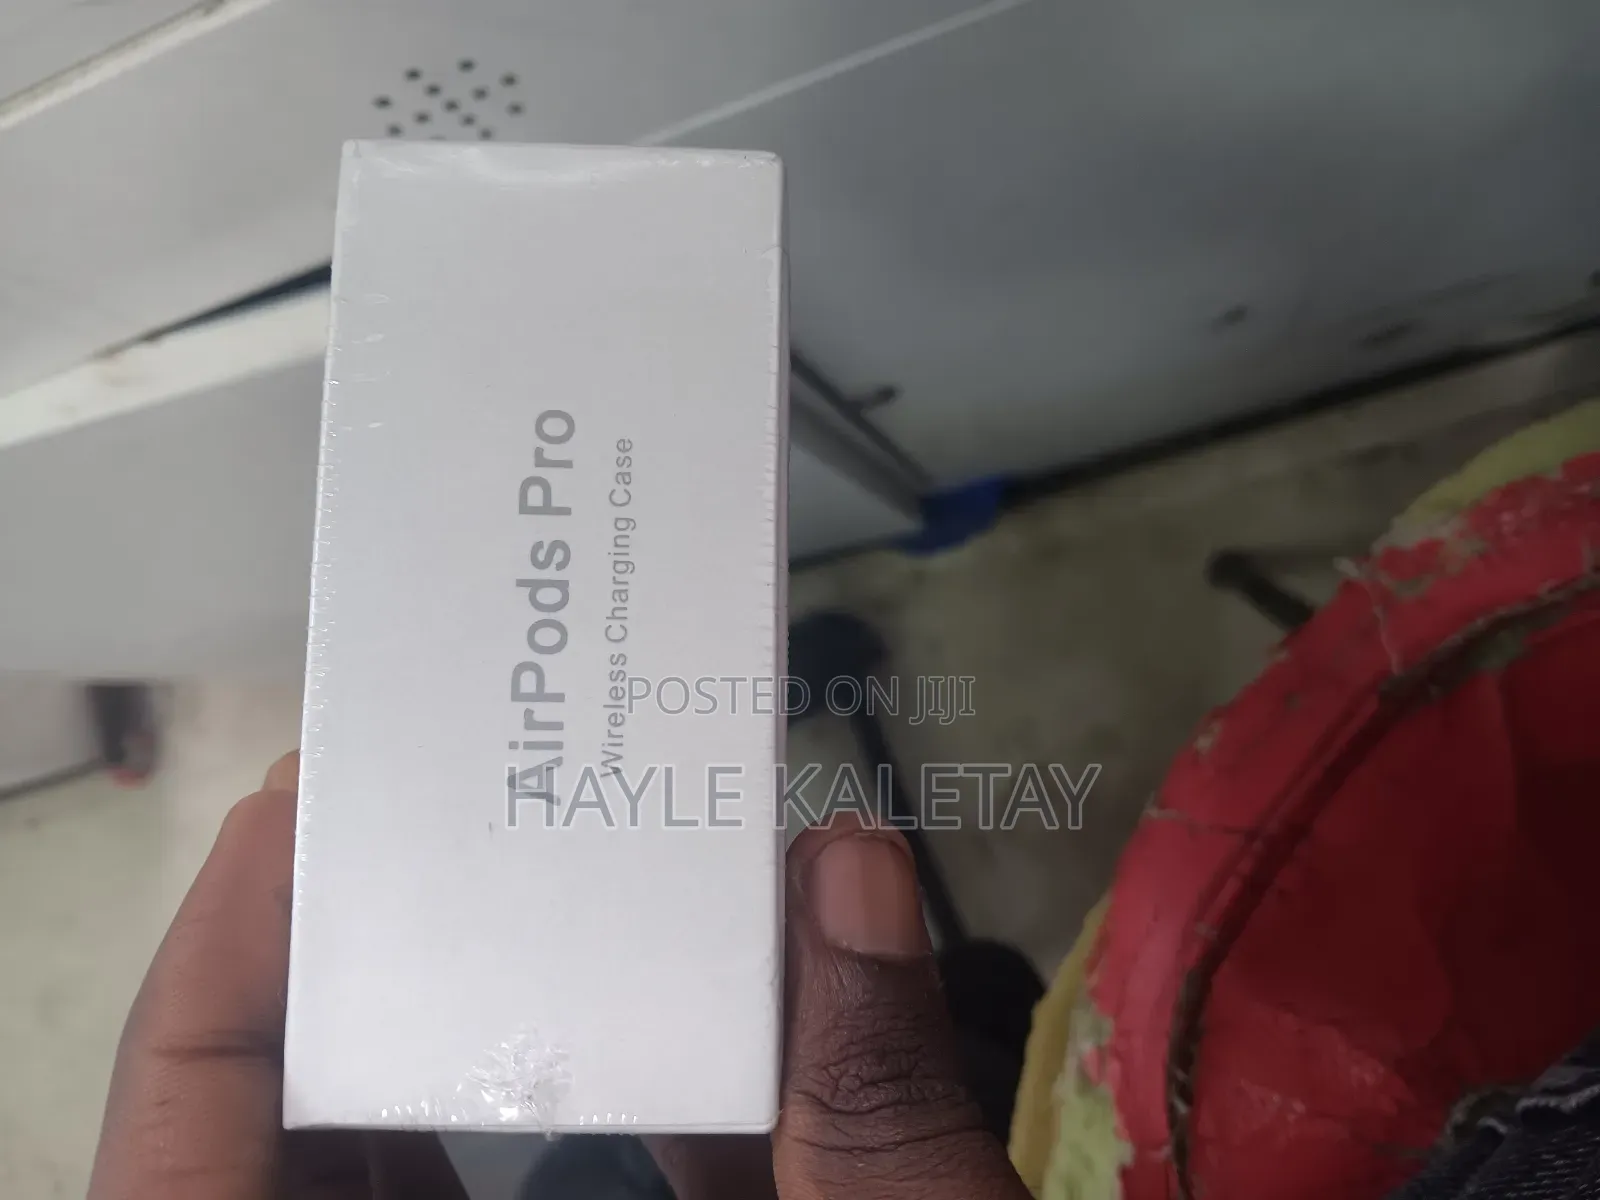 AirPods Pro
Wireless Charging Case
POSTED ON JIJI
HAYLE KALETAY